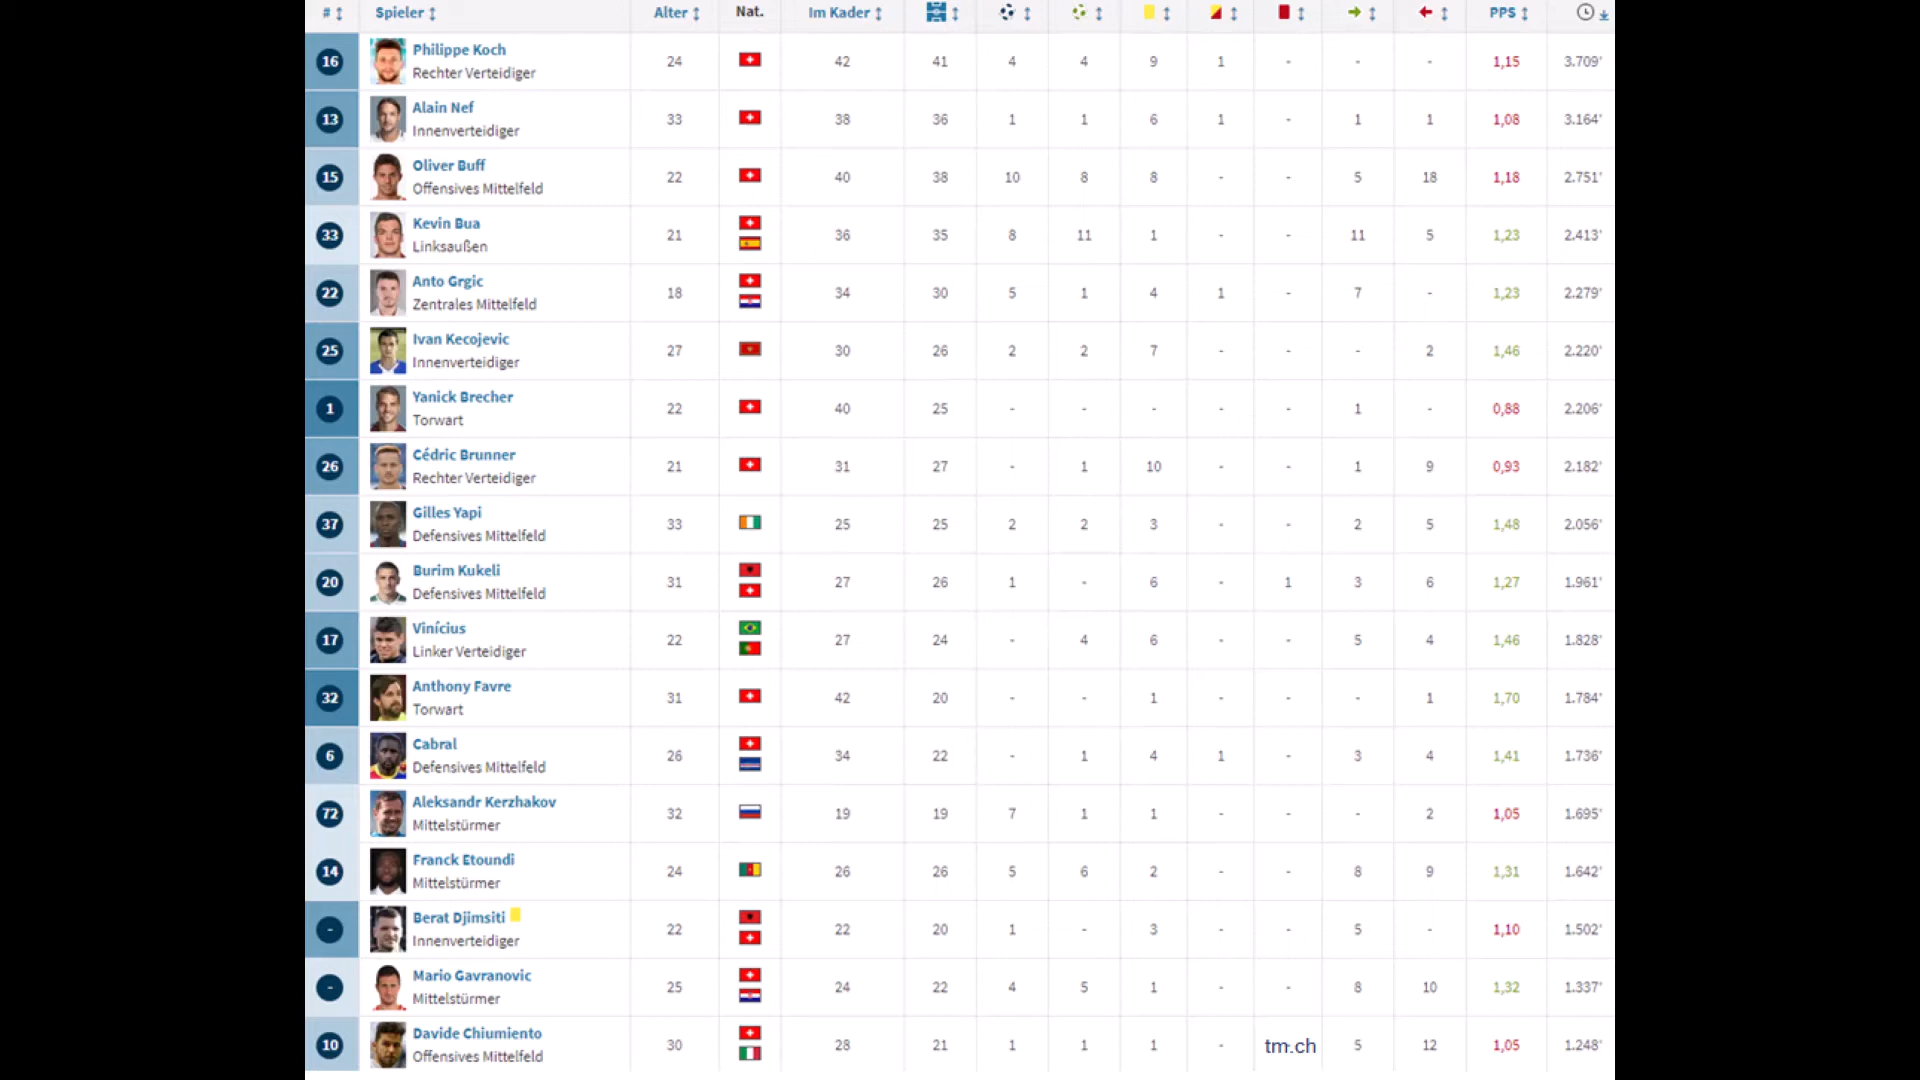 # Spieler Alter Nat. Im Kader PPS
16 Philippe Koch 24 42 41 4 4 9 1 - - - 1,15 3.709'
Rechter Verteidiger
13 Alain Nef 33 38 36 1 1 6 1 - 1 1 1,08 3.164'
Innenverteidiger
15 Oliver Buff 22 40 38 10 8 8 - - 5 18 1,18 2.751'
Offensives Mittelfeld
33 Kevin Bua 21 36 35 8 11 1 - - 11 5 1,23 2.413'
Linksaußen
22 Anto Grgic 18 34 30 5 1 4 1 - 7 - 1,23 2.279'
Zentrales Mittelfeld
25 Ivan Kecojevic 27 30 26 2 2 7 - - - 2 1,46 2.220'
Innenverteidiger
1 Yanick Brecher 22 40 25 - - - - - 1 - 0,88 2.206'
Torwart
26 Cédric Brunner 21 31 27 - 1 10 - - 1 9 0,93 2.182'
Rechter Verteidiger
37 Gilles Yapi 33 25 25 2 2 3 - - 2 5 1,48 2.056'
Defensives Mittelfeld
20 Burim Kukeli 31 27 26 1 - 6 - 1 3 6 1,27 1.961'
Defensives Mittelfeld
17 Vinícius 22 27 24 - 4 6 - - 5 4 1,46 1.828'
Linker Verteidiger
32 Anthony Favre 31 42 20 - - 1 - - - 1 1,70 1.784'
Torwart
6 Cabral 26 34 22 - 1 4 1 - 3 4 1,41 1.736'
Defensives Mittelfeld
72 Aleksandr Kerzhakov 32 19 19 7 1 1 - - - 2 1,05 1.695'
Mittelstürmer
14 Franck Etoundi 24 26 26 5 6 2 - - 8 9 1,31 1.642'
Mittelstürmer
- Berat Djimsiti 22 22 20 1 - 3 - - 5 - 1,10 1.502'
Innenverteidiger
- Mario Gavranovic 25 24 22 4 5 1 - - 8 10 1,32 1.337'
Mittelstürmer
10 Davide Chiumiento 30 28 21 1 1 1 - tm.ch 5 12 1,05 1.248'
Offensives Mittelfeld